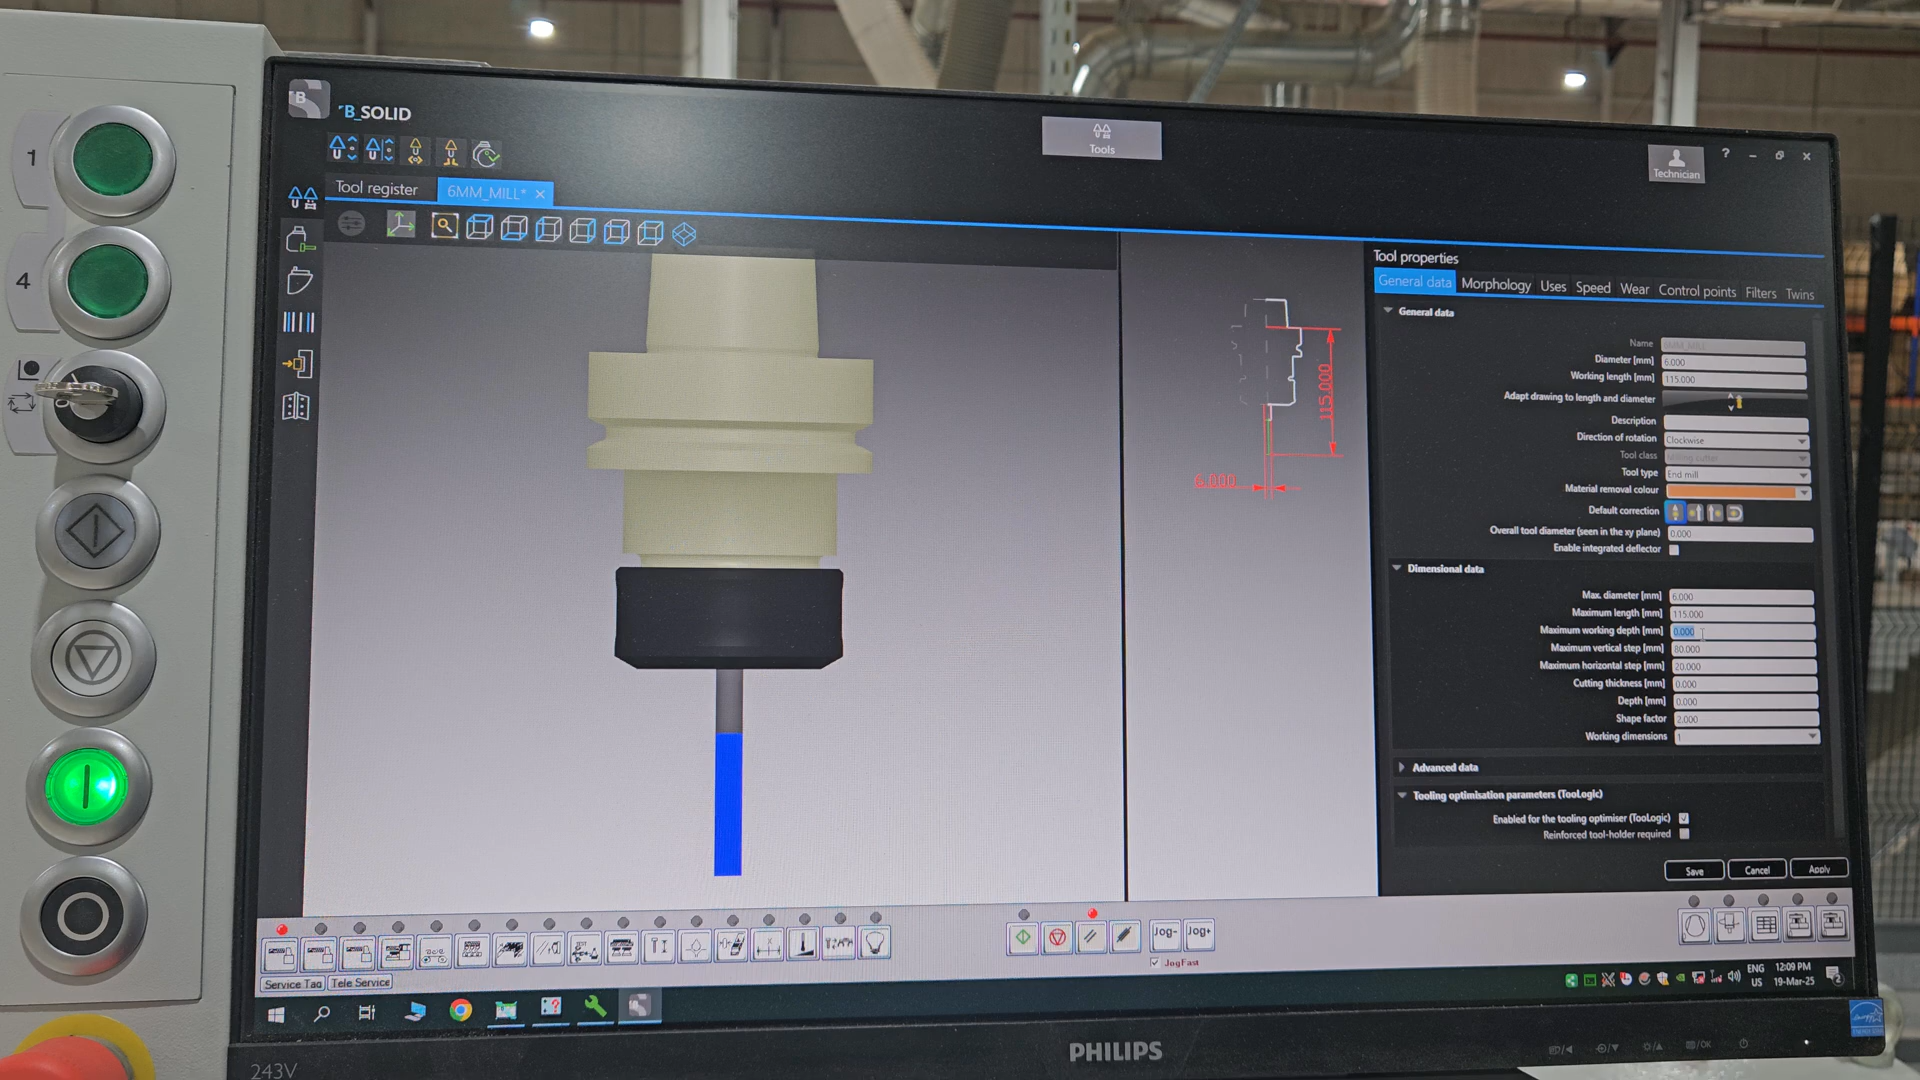 B_SOLID
Tools
Technician
?
Tool register
6MM_MILL*
Tool properties
General data Morphology Uses Speed Wear Control points Filters Twins
General data
Name 6MM_MILL
Diameter [mm] 6.000
Working length [mm] 115.000
Adapt drawing to length and diameter
Description
Direction of rotation Clockwise
Tool class Milling cutter
Tool type End mill
Material removal colour
Default correction
Overall tool diameter (seen in the xy plane) 0.000
Enable integrated deflector
Dimensional data
Max. diameter [mm] 6.000
Maximum length [mm] 115.000
Maximum working depth [mm] 0.000
Maximum vertical step [mm] 80.000
Maximum horizontal step [mm] 20.000
Cutting thickness [mm] 0.000
Depth [mm] 0.000
Shape factor 2.000
Working dimensions 1
Advanced data
Tooling optimisation parameters (TooLogic)
Enabled for the tooling optimiser (TooLogic)
Reinforced tool-holder required
Save Cancel Apply
115.000
6.000
Jog- Jog+
JogFast
Service Tag Tele Service
ENG
US
12:09 PM
19-Mar-25
2
PHILIPS
243V
1
4